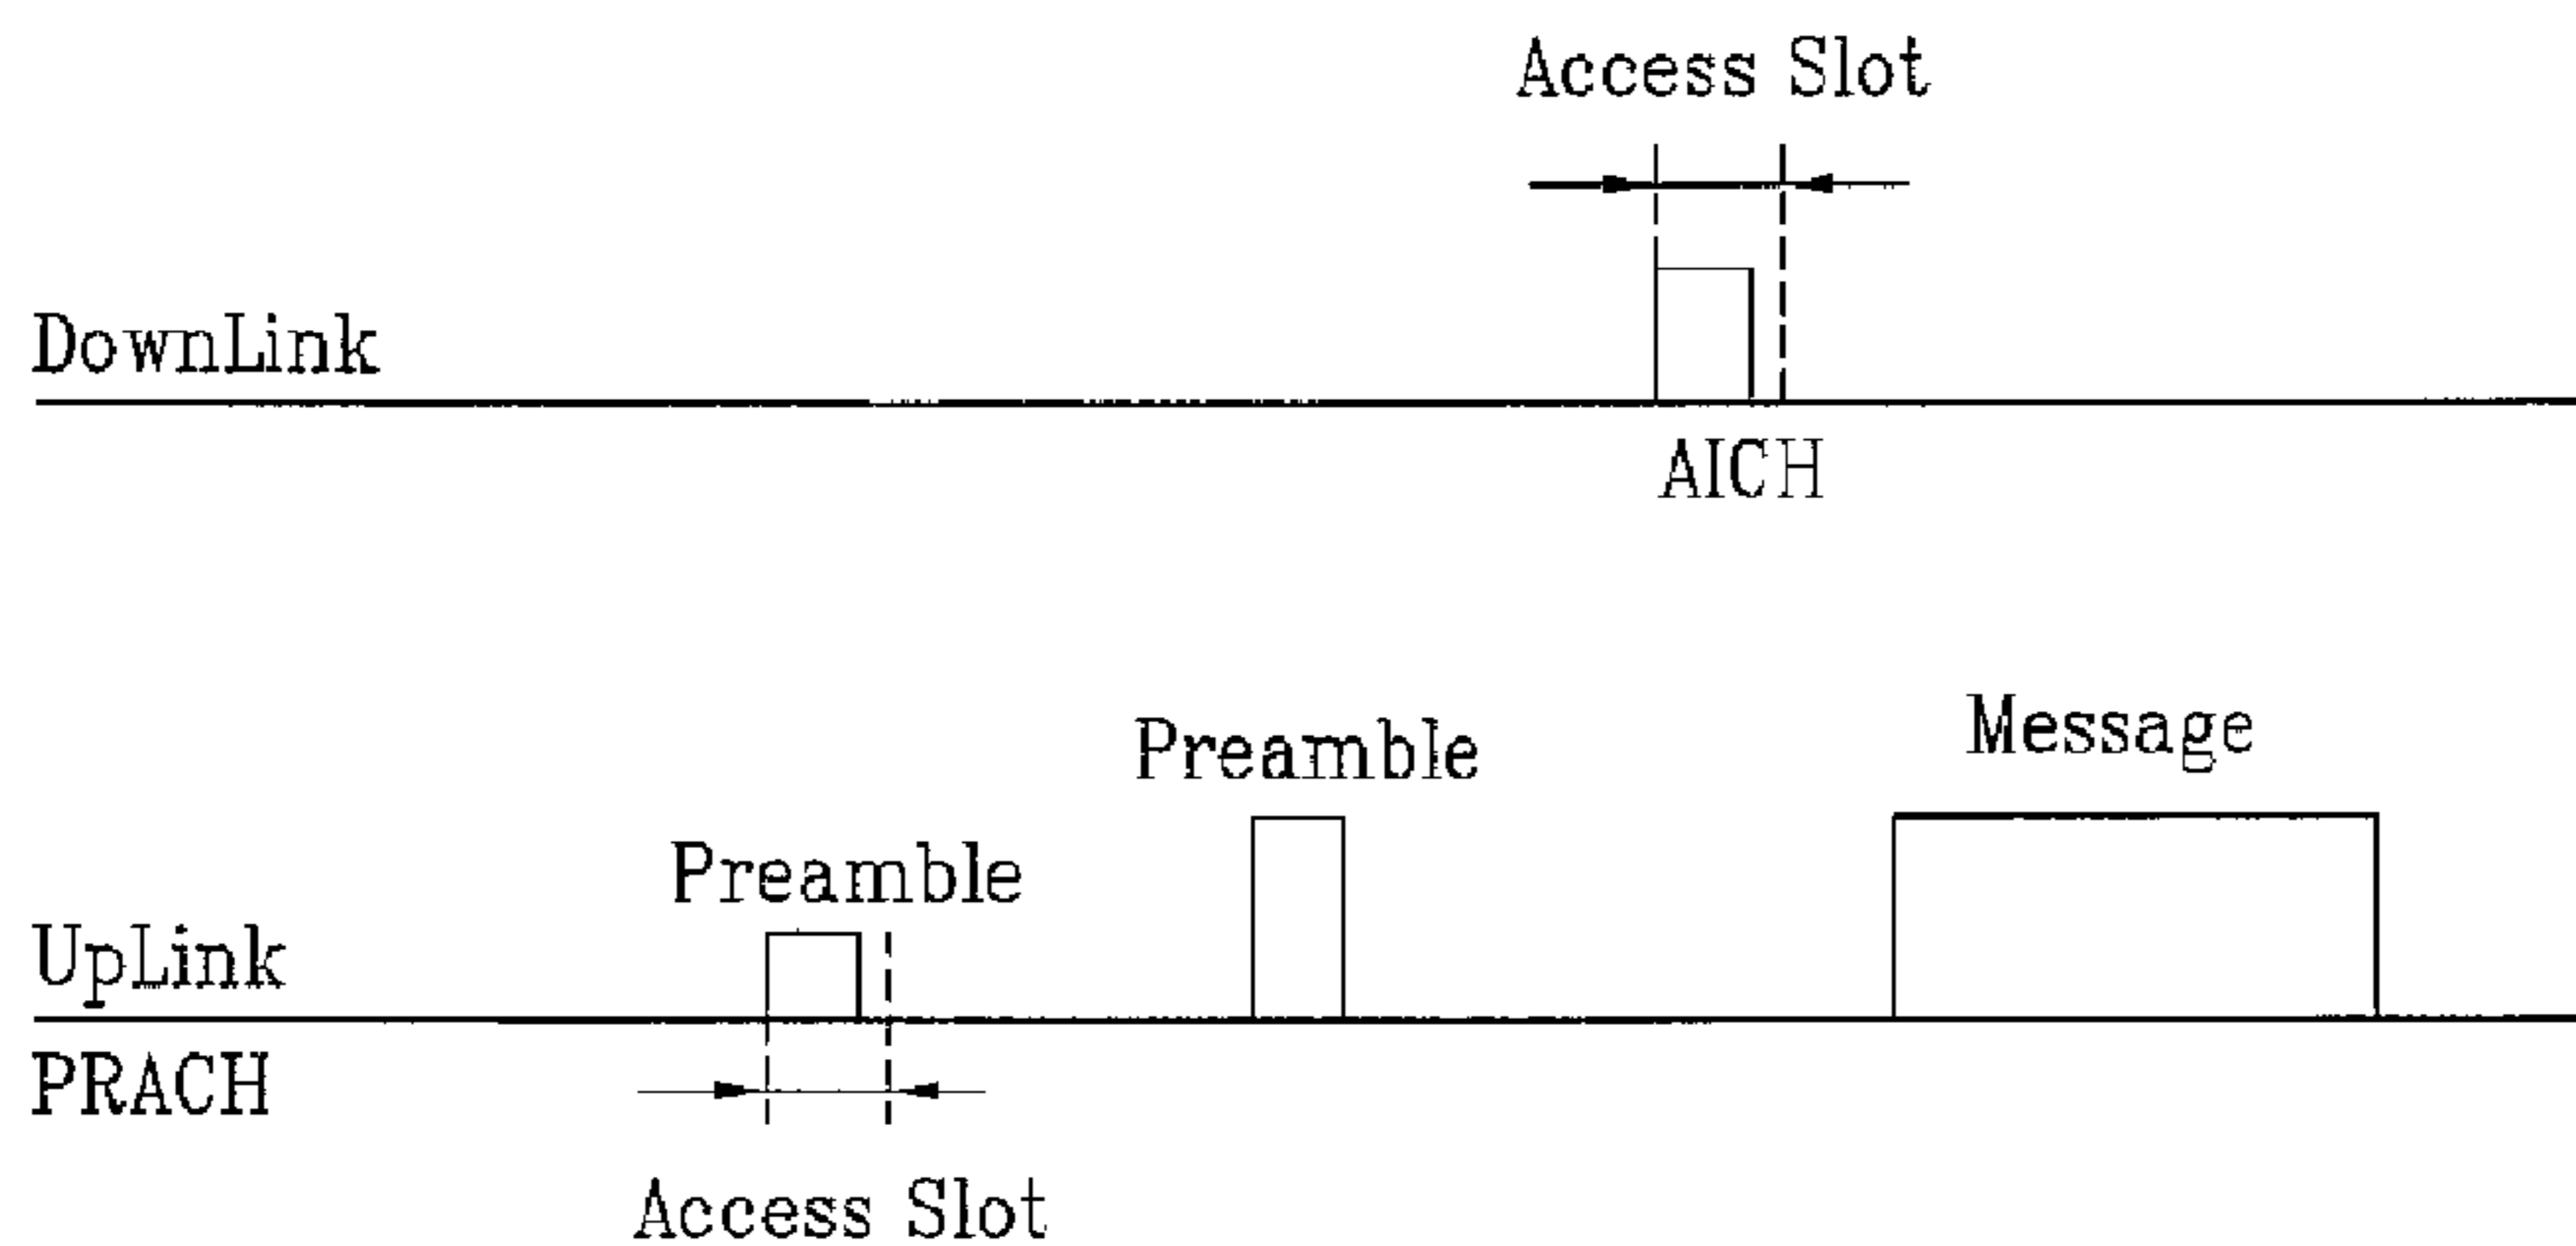 Access Slot
DownLink
AICH
Message
Preamble
Preamble
UpLink
PRACH
Access Slot